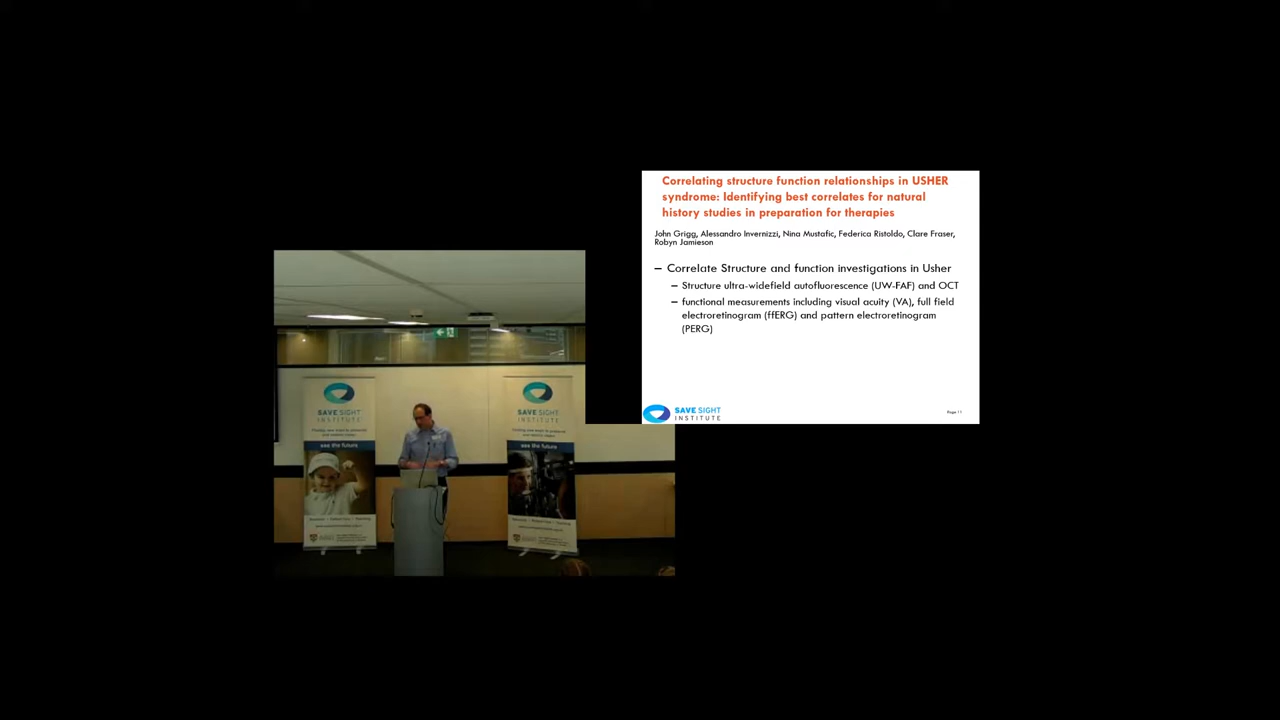 Correlating structure function relationships in USHER
syndrome: Identifying best correlates for natural
history studies in preparation for therapies
John Grigg, Alessandro Invernizzi, Nina Mustafic, Federica Ristoldo, Clare Fraser,
Robyn Jamieson
– Correlate Structure and function investigations in Usher
– Structure ultra-widefield autofluorescence (UW-FAF) and OCT
– functional measurements including visual acuity (VA), full field
electroretinogram (ffERG) and pattern electroretinogram
(PERG)
SAVE SIGHT
INSTITUTE
Page 11
SAVE SIGHT
INSTITUTE
see the future
SAVE SIGHT
INSTITUTE
see the future